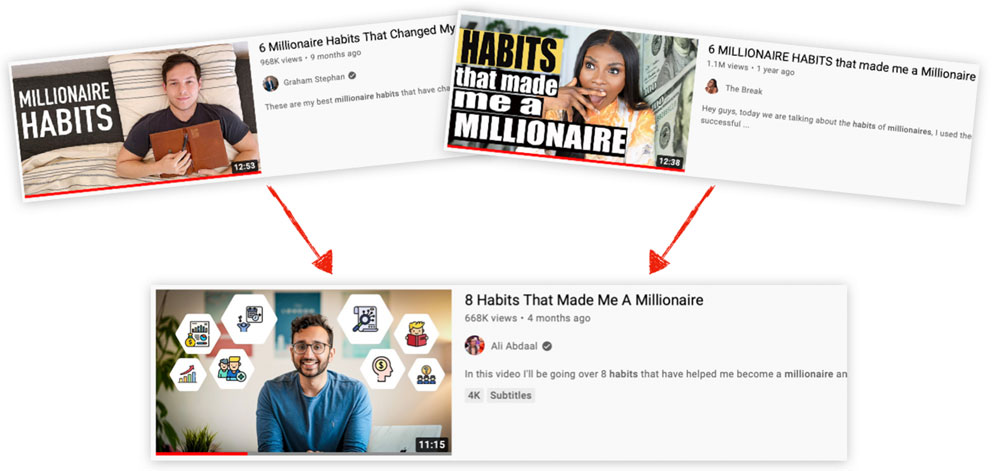 MILLIONAIRE
HABITS
12:53
6 Millionaire Habits That Changed My
968K views • 9 months ago
Graham Stephan
These are my best millionaire habits that have cha
HABITS
that made
me a
MILLIONAIRE
12:38
6 MILLIONAIRE HABITS that made me a Millionaire
1.1M views • 1 year ago
The Break
Hey guys, today we are talking about the habits of millionaires, I used the
successful ...
11:15
8 Habits That Made Me A Millionaire
668K views • 4 months ago
Ali Abdaal
In this video I'll be going over 8 habits that have helped me become a millionaire an
4K Subtitles